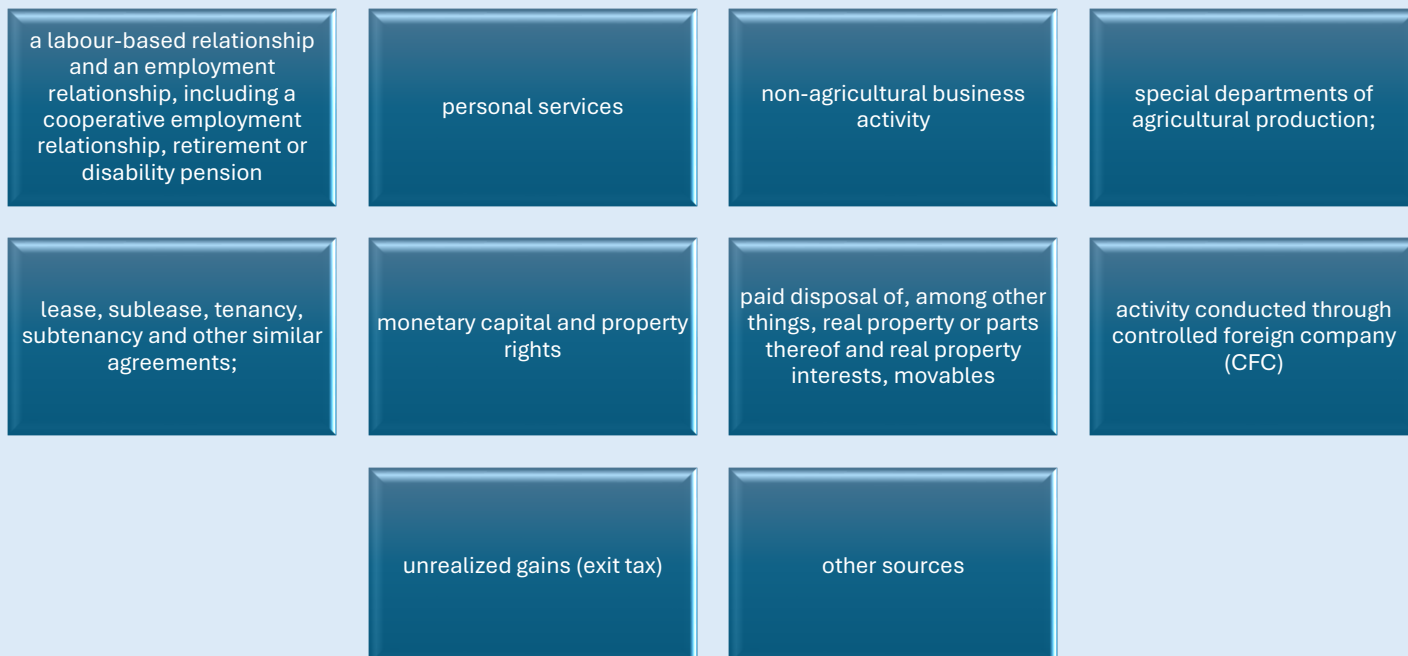 a labour-based relationship
and an employment
relationship, including a
cooperative employment
relationship, retirement or
disability pension
personal services
non-agricultural business
activity
special departments of
agricultural production;
lease, sublease, tenancy,
subtenancy and other similar
agreements;
monetary capital and property
rights
paid disposal of, among other
things, real property or parts
thereof and real property
interests, movables
activity conducted through
controlled foreign company
(CFC)
unrealized gains (exit tax)
other sources